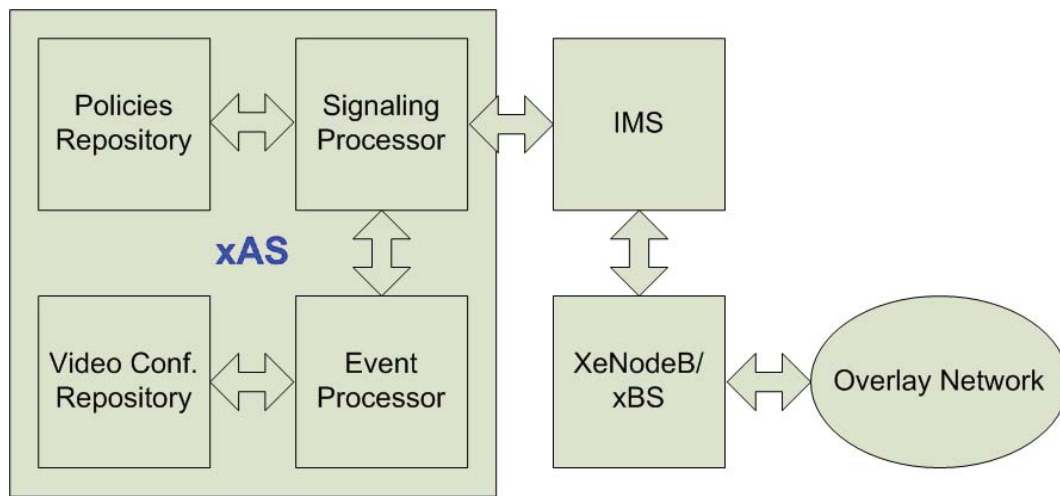 Policies
Repository
Signaling
Processor
IMS
xAS
Video Conf.
Repository
Event
Processor
XeNodeB/
xBS
Overlay Network